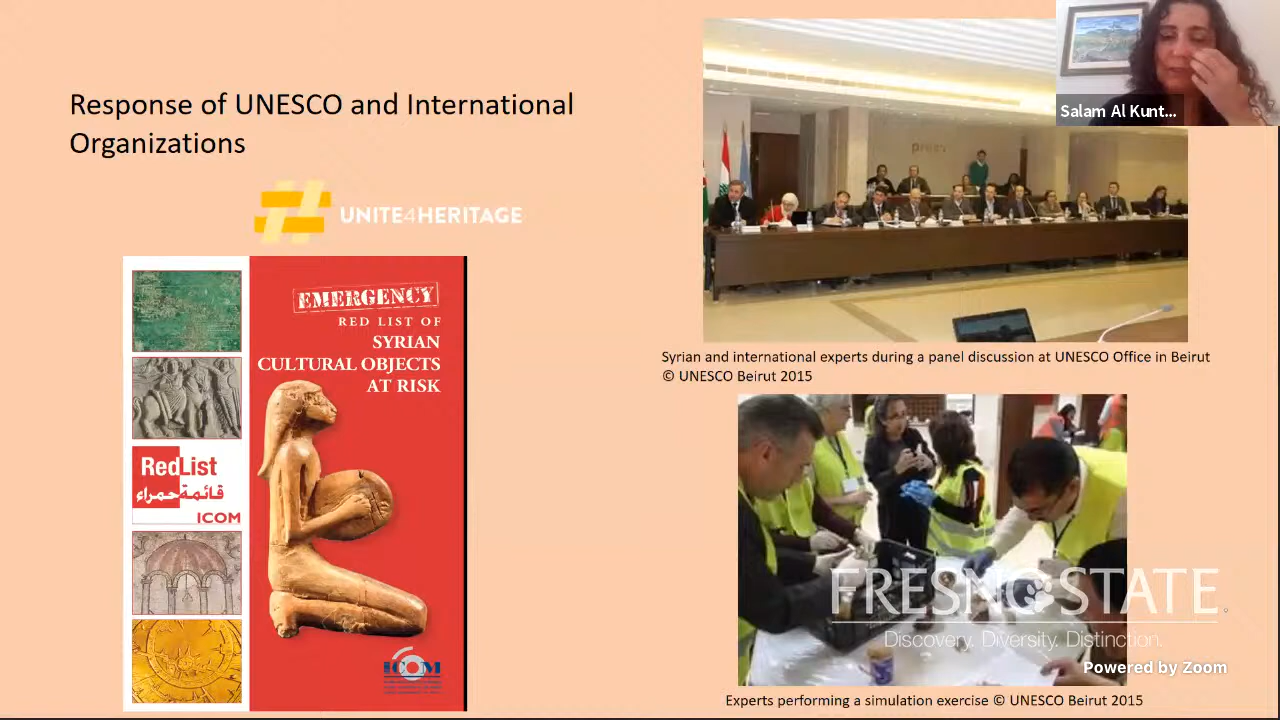 Response of UNESCO and International
Organizations
UNITE4HERITAGE
EMERGENCY
RED LIST OF
SYRIAN
CULTURAL OBJECTS
AT RISK
RedList
قائمة حمراء
ICOM
ICOM
Salam Al Kunt...
press
Syrian and international experts during a panel discussion at UNESCO Office in Beirut
© UNESCO Beirut 2015
FRESNO STATE.
Discovery. Diversity. Distinction.
Powered by Zoom
Experts performing a simulation exercise © UNESCO Beirut 2015